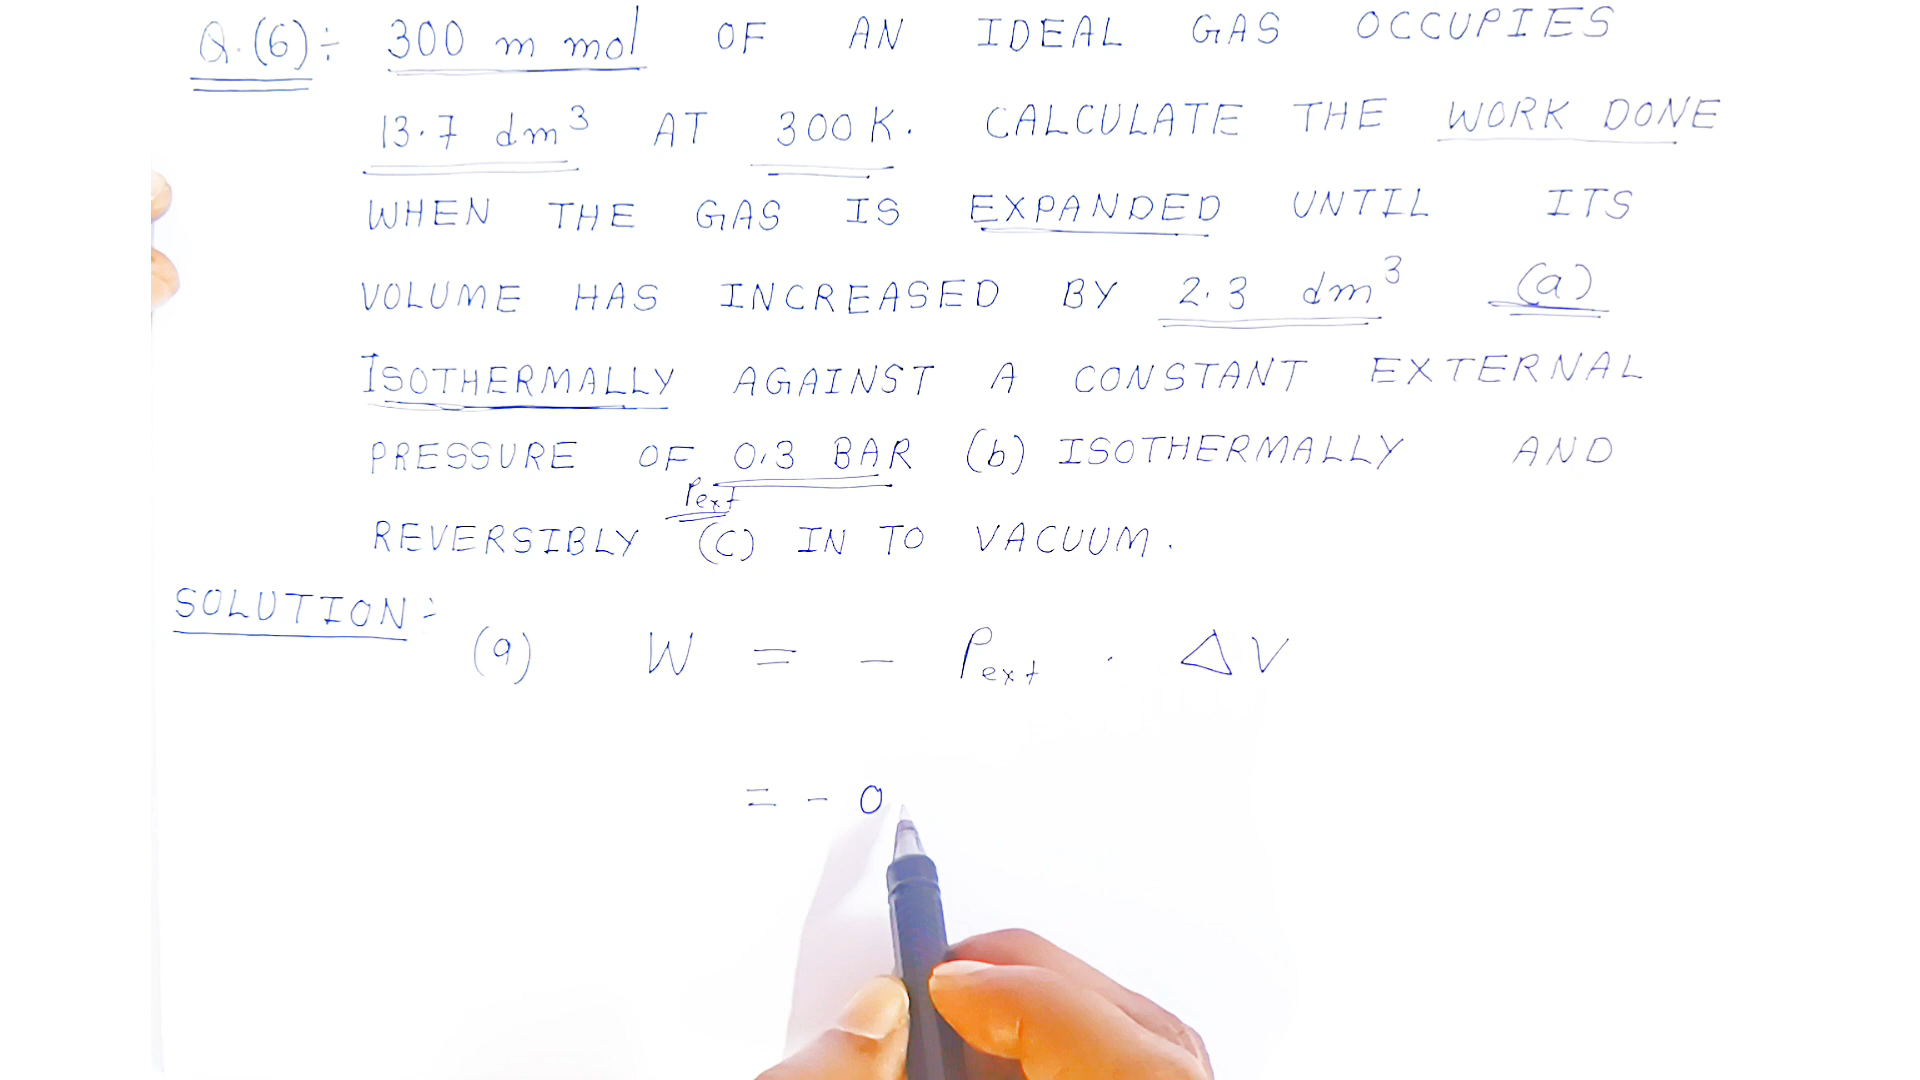 Q.(6)÷ 300 m mol OF AN IDEAL GAS OCCUPIES
13.7 dm³ AT 300K. CALCULATE THE WORK DONE
WHEN THE GAS IS EXPANDED UNTIL ITS
VOLUME HAS INCREASED BY 2.3 dm³ (a)
ISOTHERMALLY AGAINST A CONSTANT EXTERNAL
PRESSURE OF 0.3 BAR (b) ISOTHERMALLY AND
Pext
REVERSIBLY (C) IN TO VACUUM.
SOLUTION:-
(a) W = - Pext · ΔV
= - 0